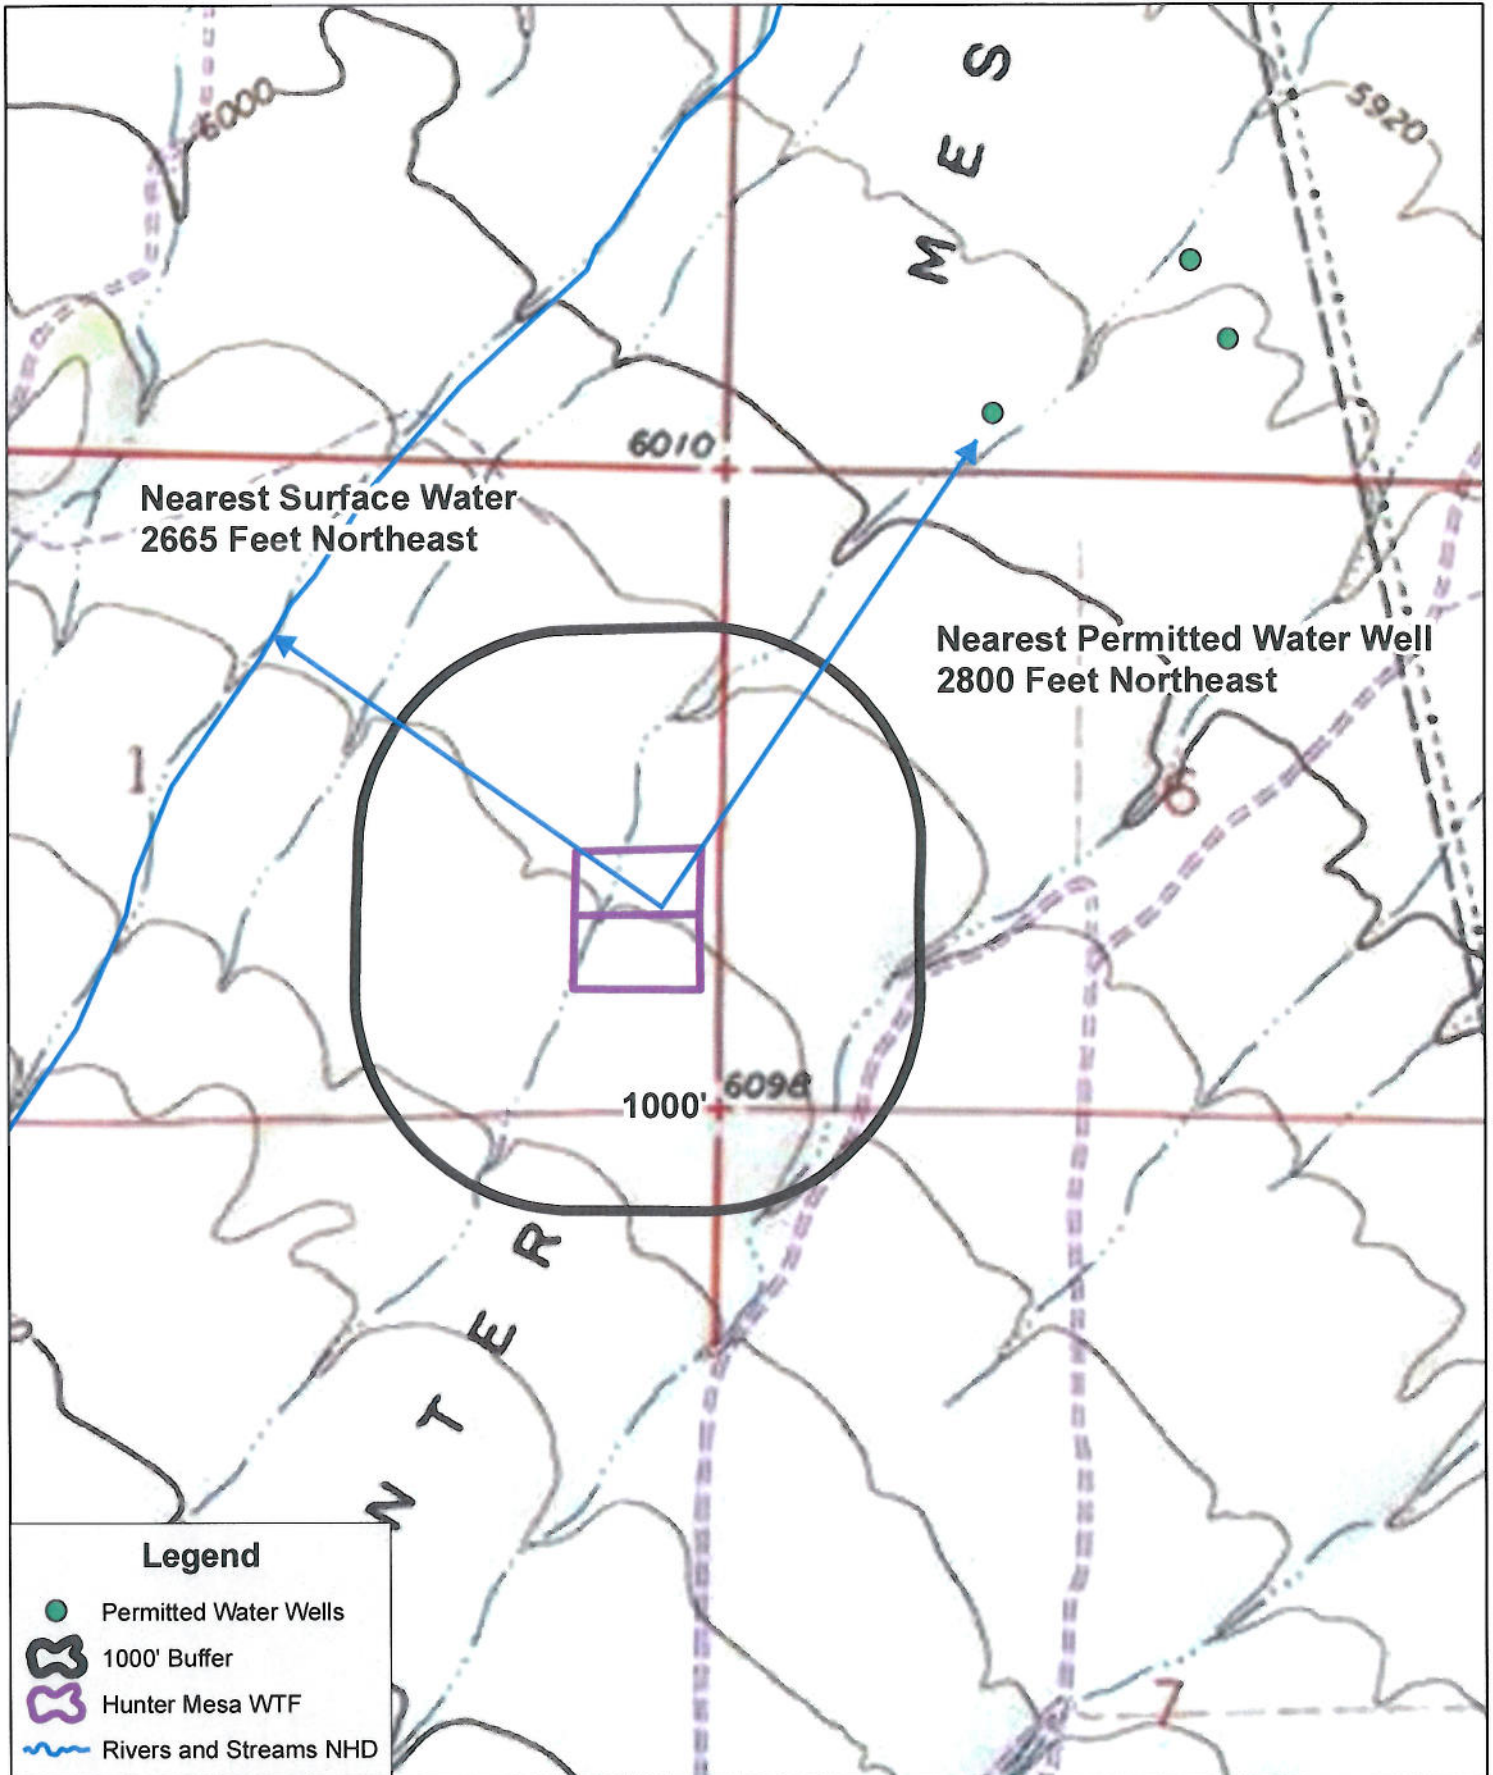 S
E
M
6000
5920
6010
Nearest Surface Water
2665 Feet Northeast
Nearest Permitted Water Well
2800 Feet Northeast
1
6
6098
1000'
R
E
T
N
7
Legend
Permitted Water Wells
1000' Buffer
Hunter Mesa WTF
Rivers and Streams NHD